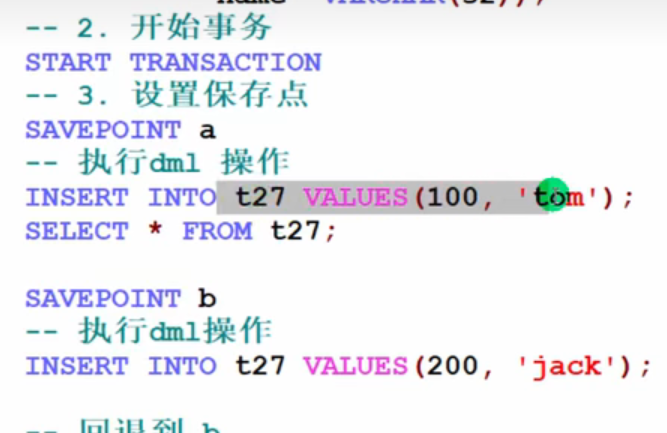 -- 2. 开始事务
START TRANSACTION
-- 3. 设置保存点
SAVEPOINT a
-- 执行dml 操作
INSERT INTO t27 VALUES(100, 'tom');
SELECT * FROM t27;
SAVEPOINT b
-- 执行dml操作
INSERT INTO t27 VALUES(200, 'jack');
-- 回退到 b